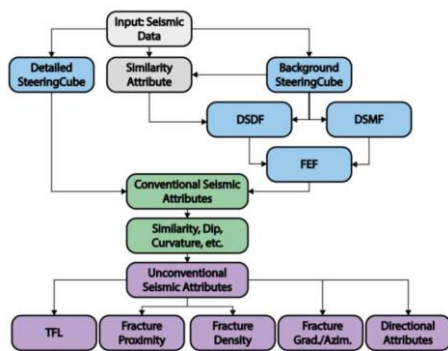 Input: Seismic
Data
Detailed
SteeringCube
Similarity
Attribute
Background
SteeringCube
DSDF
DSMF
FEF
Conventional Seismic
Attributes
Similarity, Dip,
Curvature, etc.
Unconventional
Seismic Attributes
TFL
Fracture
Proximity
Fracture
Density
Fracture
Grad./Azim.
Directional
Attributes